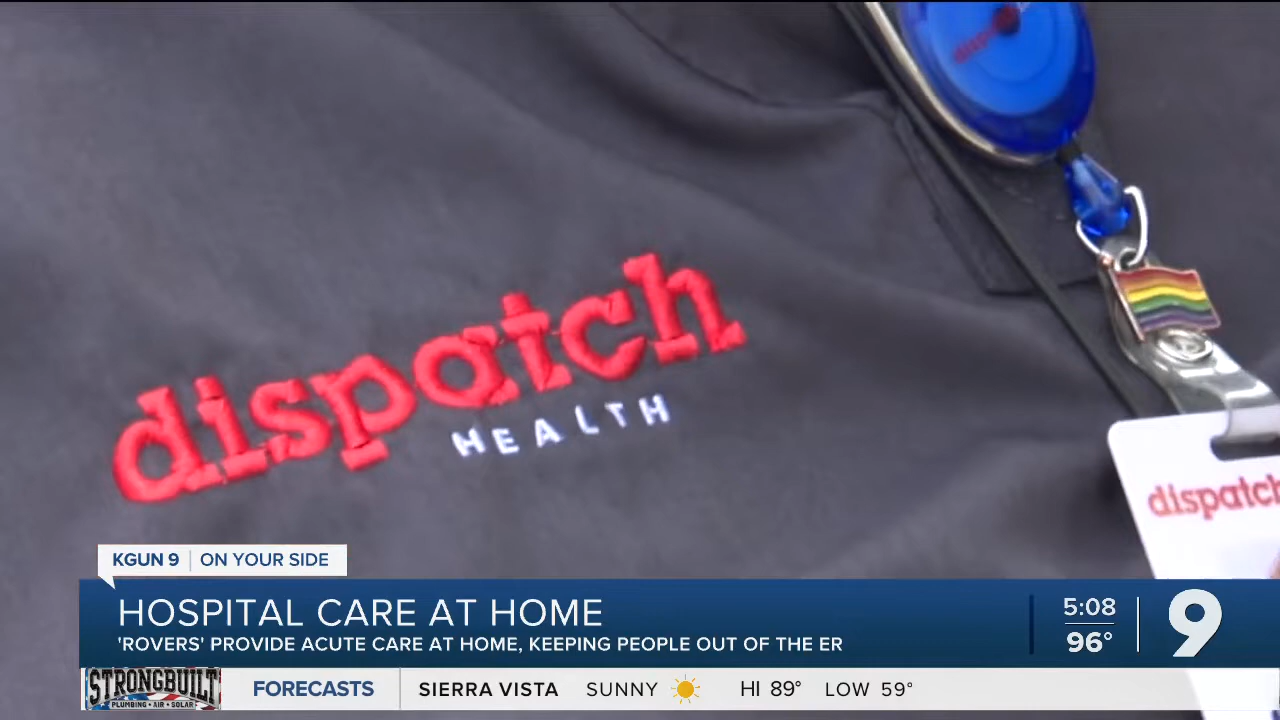 dispatch
HEALTH
dispatch
KGUN 9 | ON YOUR SIDE
HOSPITAL CARE AT HOME
'ROVERS' PROVIDE ACUTE CARE AT HOME, KEEPING PEOPLE OUT OF THE ER
5:08
96°
9
STRONGBUILT
PLUMBING • AIR • SOLAR
FORECASTS
SIERRA VISTA SUNNY HI 89° LOW 59°